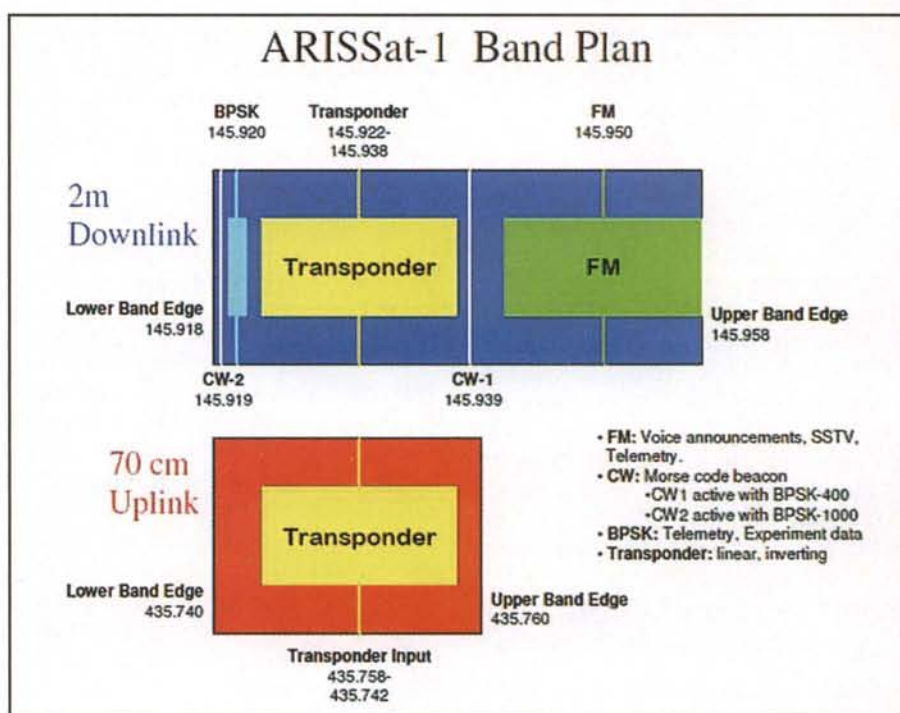 ARISSat-1 Band Plan
BPSK
145.920
Transponder
145.922-
145.938
FM
145.950
2m
Downlink
Transponder
FM
Lower Band Edge
145.918
Upper Band Edge
145.958
CW-2
145.919
CW-1
145.939
70 cm
Uplink
Transponder
Lower Band Edge
435.740
Upper Band Edge
435.760
Transponder Input
435.758-
435.742
• FM: Voice announcements, SSTV,
Telemetry.
• CW: Morse code beacon
•CW1 active with BPSK-400
•CW2 active with BPSK-1000
• BPSK: Telemetry, Experiment data
• Transponder: linear, inverting